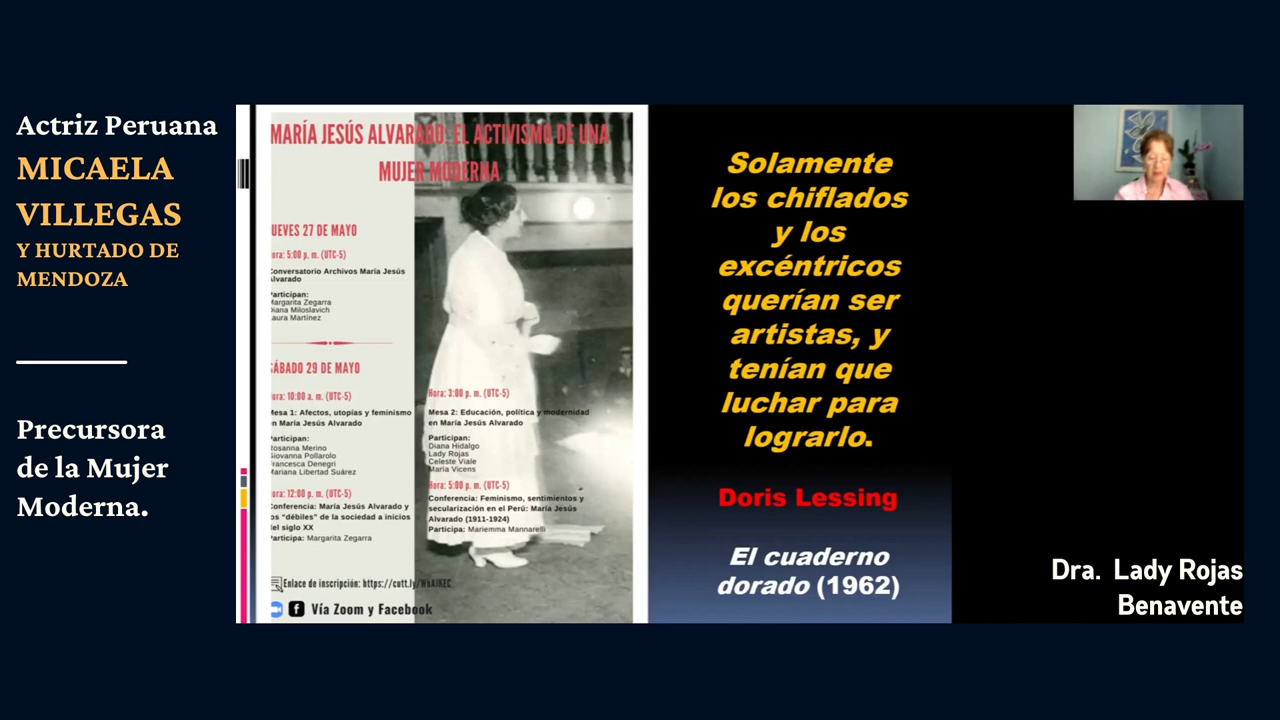 Actriz Peruana
MICAELA
VILLEGAS
Y HURTADO DE
MENDOZA
Precursora
de la Mujer
Moderna.
MARÍA JESÚS ALVARADO: EL ACTIVISMO DE UNA
MUJER MODERNA
UEVES 27 DE MAYO
ora: 5:00 p. m. (UTC-5)
Conversatorio Archivos María Jesús
Alvarado
Participan:
Margarita Zegarra
Diana Miloslavich
Laura Martínez
SÁBADO 29 DE MAYO
ora: 10:00 a. m. (UTC-5)
Mesa 1: Afectos, utopías y feminismo
en María Jesús Alvarado
Participan:
Rosanna Merino
Giovanna Pollarolo
Francesca Denegri
Mariana Libertad Suárez
ora: 12:00 p. m. (UTC-5)
Conferencia: María Jesús Alvarado y
os "débiles" de la sociedad a inicios
del siglo XX
Participa: Margarita Zegarra
Hora: 3:00 p. m. (UTC-5)
Mesa 2: Educación, política y modernidad
en María Jesús Alvarado
Participan:
Diana Hidalgo
Lady Rojas
Celeste Viale
María Vicens
Hora: 5:00 p. m. (UTC-5)
Conferencia: Feminismo, sentimientos y
secularización en el Perú: María Jesús
Alvarado (1911-1924)
Participa: Mariemma Mannarelli
Enlace de inscripción: https://cutt.ly/
Vía Zoom y Facebook
Solamente
los chiflados
y los
excéntricos
querían ser
artistas, y
tenían que
luchar para
lograrlo.
Doris Lessing
El cuaderno
dorado (1962)
Dra. Lady Rojas
Benavente